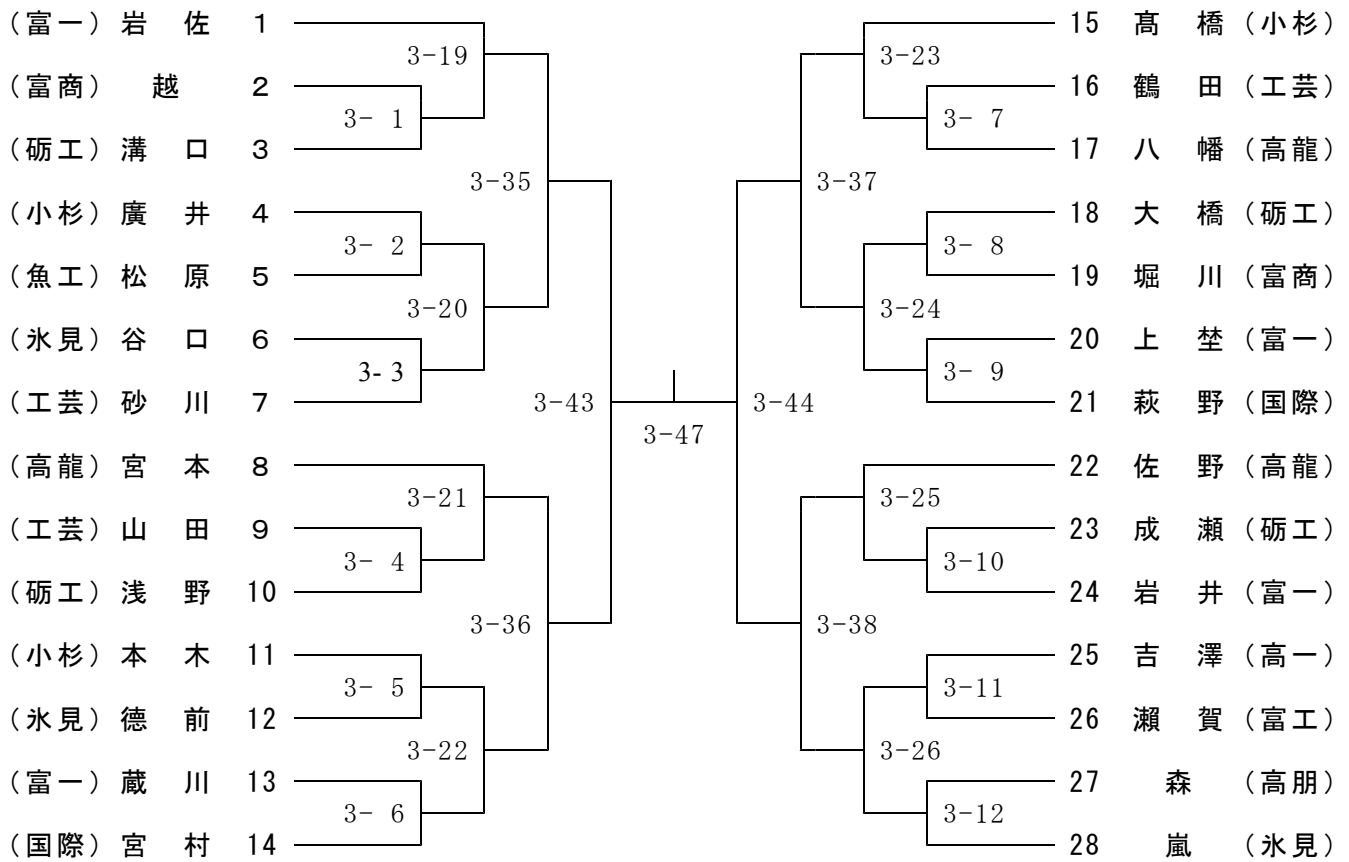 （富一）岩 佐 1
（富商） 越 2
（砺工）溝 口 3
（小杉）廣 井 4
（魚工）松 原 5
（氷見）谷 口 6
（工芸）砂 川 7
（高龍）宮 本 8
（工芸）山 田 9
（砺工）浅 野 10
（小杉）本 木 11
（氷見）德 前 12
（富一）蔵 川 13
（国際）宮 村 14
3- 1
3- 2
3- 3
3- 4
3- 5
3- 6
3-19
3-20
3-21
3-22
3-35
3-36
3-43
3-47
3-44
3-37
3-38
3-23
3-24
3-25
3-26
3- 7
3- 8
3- 9
3-10
3-11
3-12
15 髙 橋（小杉）
16 鶴 田（工芸）
17 八 幡（高龍）
18 大 橋（砺工）
19 堀 川（富商）
20 上 埜（富一）
21 萩 野（国際）
22 佐 野（高龍）
23 成 瀬（砺工）
24 岩 井（富一）
25 吉 澤（高一）
26 瀬 賀（富工）
27 森 （高朋）
28 嵐 （氷見）